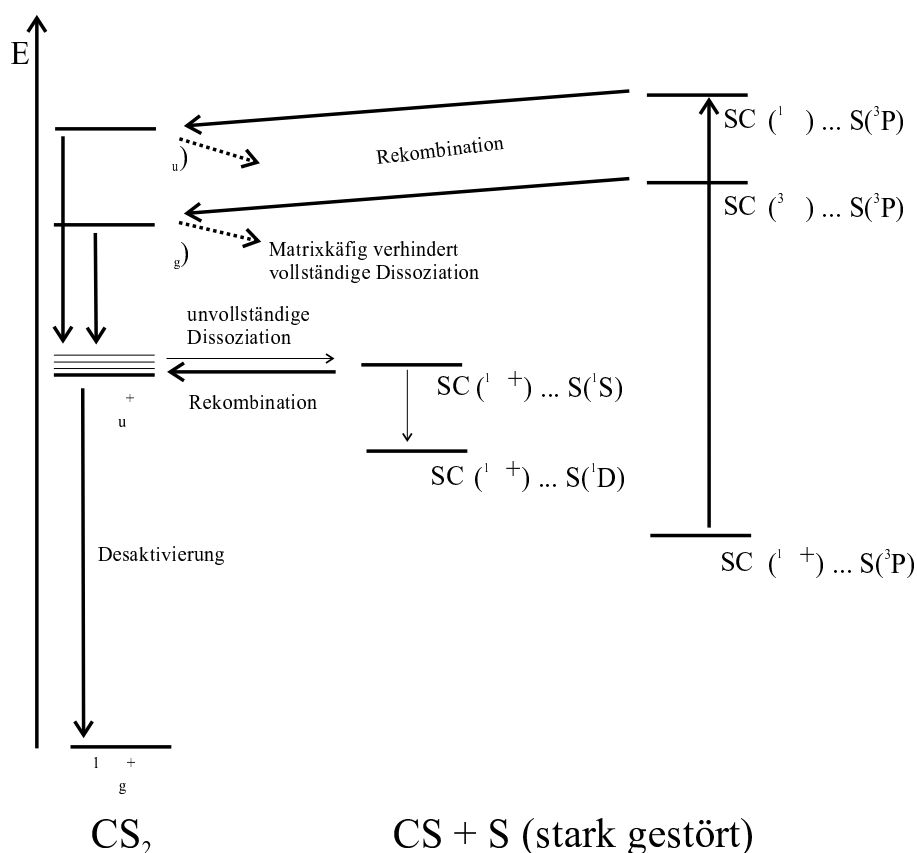 E
SC (¹ ) ... S(³P)
u)
Rekombination
SC (³ ) ... S(³P)
g)
Matrixkäfig verhindert
vollständige Dissoziation
unvollständige
Dissoziation
Rekombination
+
u
SC (¹ +) ... S(¹S)
SC (¹ +) ... S(¹D)
Desaktivierung
SC (¹ +) ... S(³P)
1 +
g
CS₂
CS + S (stark gestört)